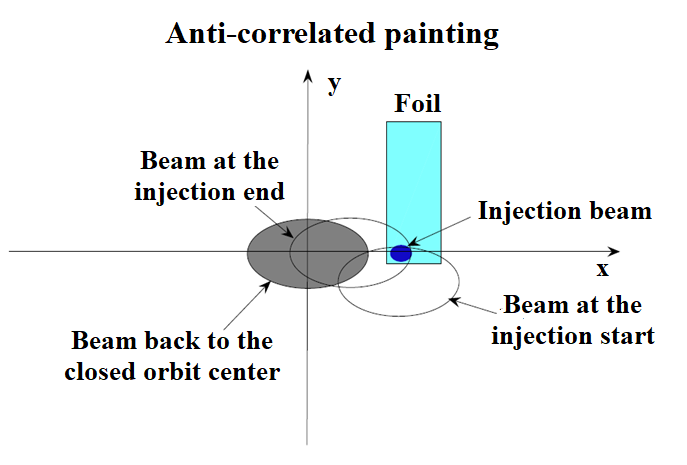 Anti-correlated painting
y
Foil
Beam at the
injection end
Injection beam
x
Beam at the
injection start
Beam back to the
closed orbit center